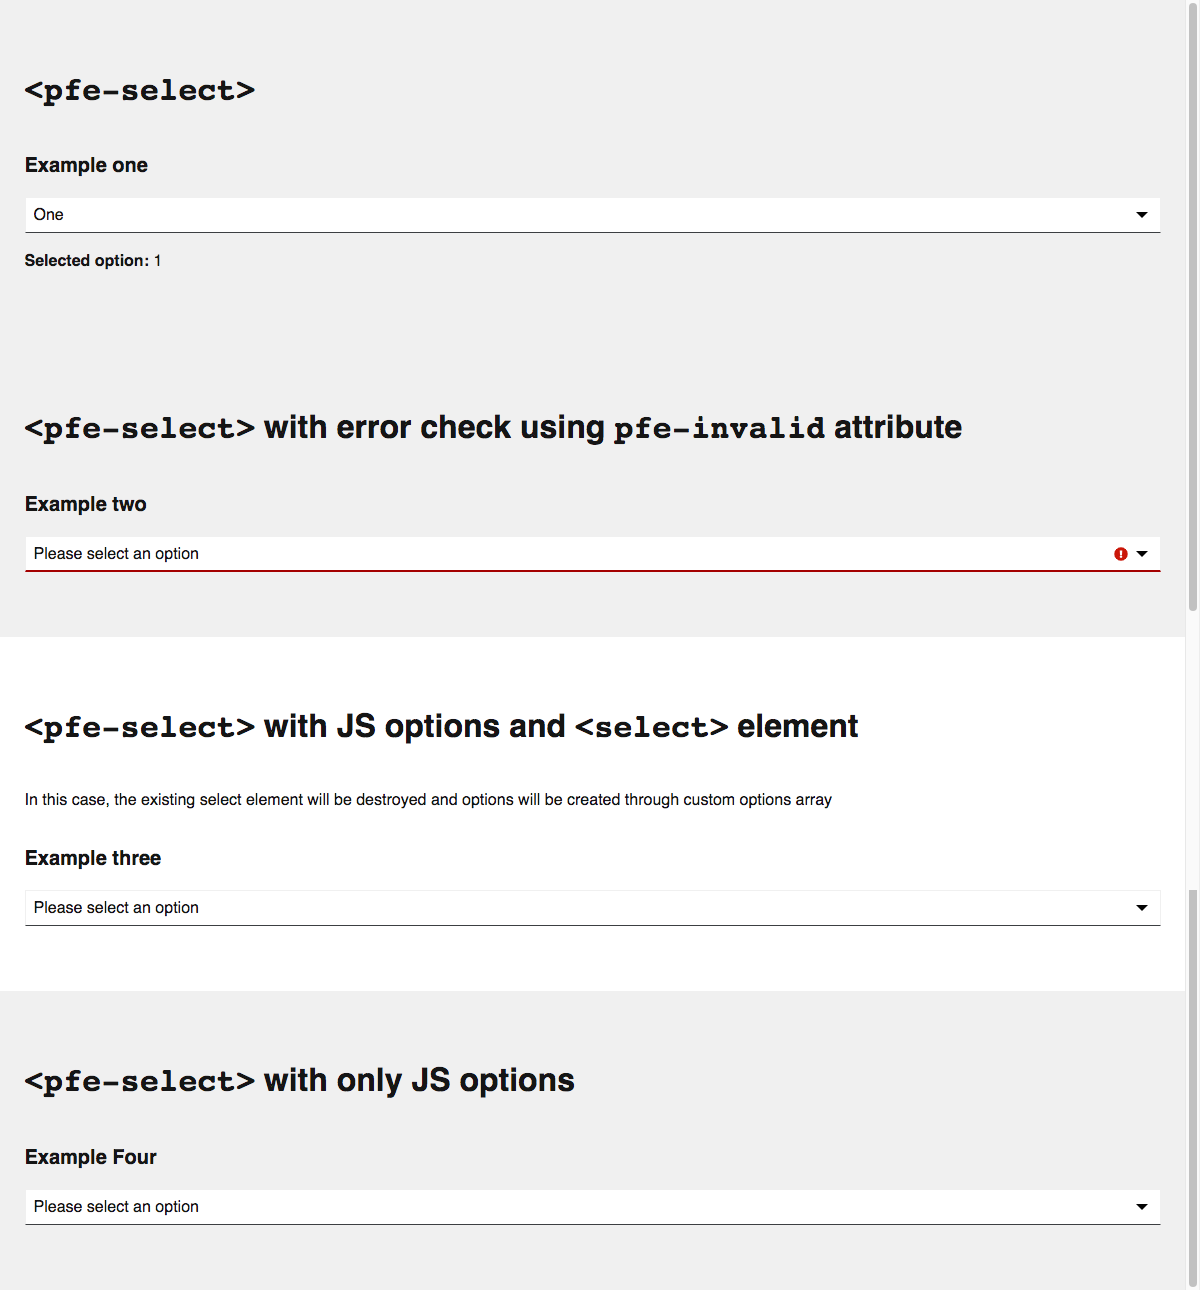 <pfe-select>
Example one
One
Selected option: 1
<pfe-select> with error check using pfe-invalid attribute
Example two
Please select an option
<pfe-select> with JS options and <select> element
In this case, the existing select element will be destroyed and options will be created through custom options array
Example three
Please select an option
<pfe-select> with only JS options
Example Four
Please select an option